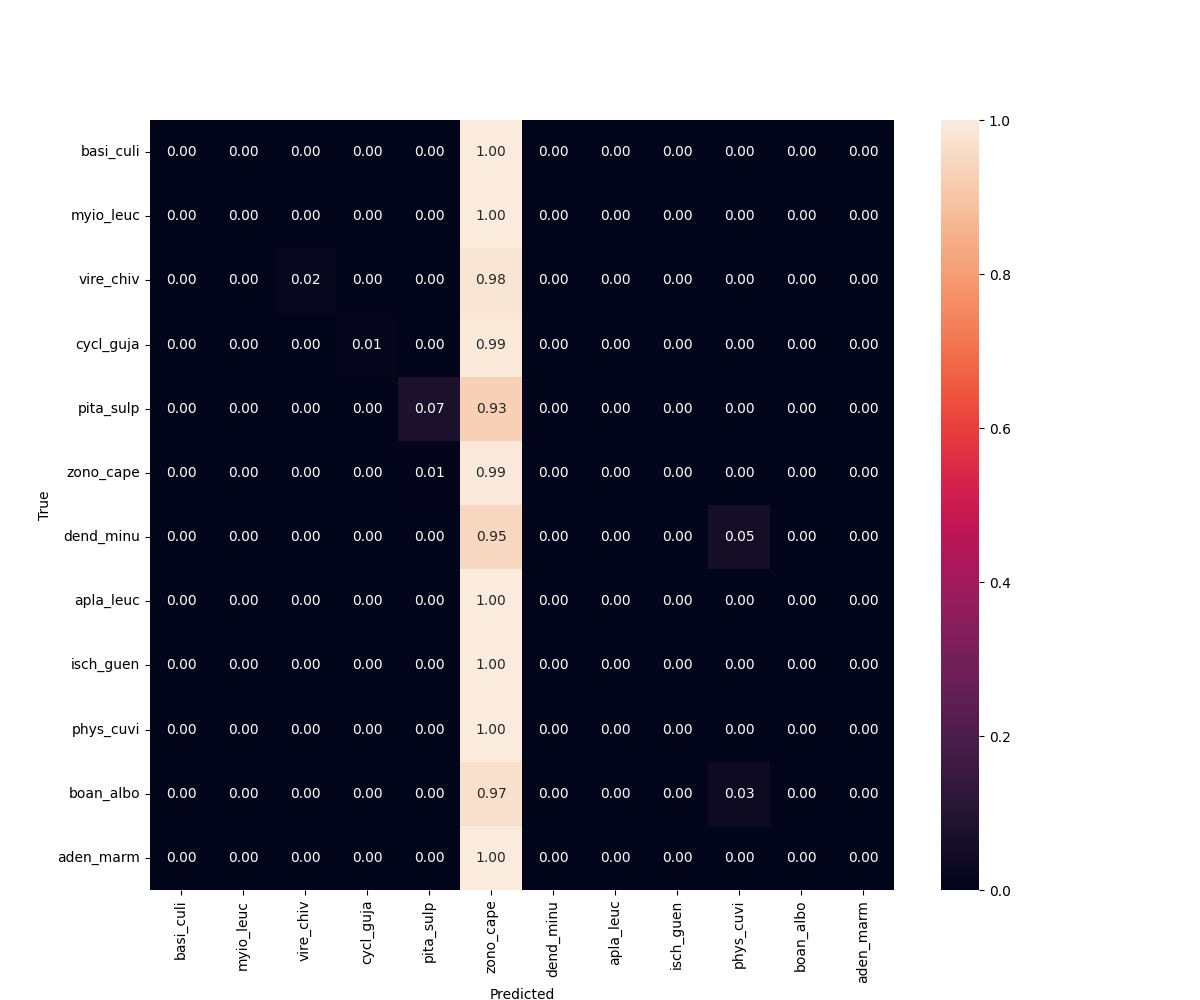 basi_culi 0.00 0.00 0.00 0.00 0.00 1.00 0.00 0.00 0.00 0.00 0.00 0.00
myio_leuc 0.00 0.00 0.00 0.00 0.00 1.00 0.00 0.00 0.00 0.00 0.00 0.00
vire_chiv 0.00 0.00 0.02 0.00 0.00 0.98 0.00 0.00 0.00 0.00 0.00 0.00
cycl_guja 0.00 0.00 0.00 0.01 0.00 0.99 0.00 0.00 0.00 0.00 0.00 0.00
pita_sulp 0.00 0.00 0.00 0.00 0.07 0.93 0.00 0.00 0.00 0.00 0.00 0.00
zono_cape 0.00 0.00 0.00 0.00 0.01 0.99 0.00 0.00 0.00 0.00 0.00 0.00
dend_minu 0.00 0.00 0.00 0.00 0.00 0.95 0.00 0.00 0.00 0.05 0.00 0.00
apla_leuc 0.00 0.00 0.00 0.00 0.00 1.00 0.00 0.00 0.00 0.00 0.00 0.00
isch_guen 0.00 0.00 0.00 0.00 0.00 1.00 0.00 0.00 0.00 0.00 0.00 0.00
phys_cuvi 0.00 0.00 0.00 0.00 0.00 1.00 0.00 0.00 0.00 0.00 0.00 0.00
boan_albo 0.00 0.00 0.00 0.00 0.00 0.97 0.00 0.00 0.00 0.03 0.00 0.00
aden_marm 0.00 0.00 0.00 0.00 0.00 1.00 0.00 0.00 0.00 0.00 0.00 0.00
True
basi_culi myio_leuc vire_chiv cycl_guja pita_sulp zono_cape dend_minu apla_leuc isch_guen phys_cuvi boan_albo aden_marm
Predicted
1.0
0.8
0.6
0.4
0.2
0.0